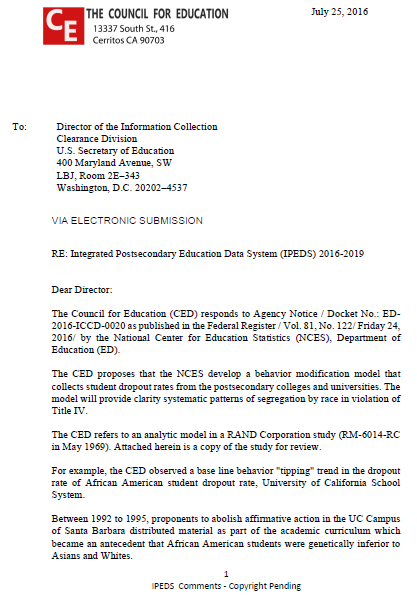 CE THE COUNCIL FOR EDUCATION
13337 South St., 416
Cerritos CA 90703
July 25, 2016
To: Director of the Information Collection
Clearance Division
U.S. Secretary of Education
400 Maryland Avenue, SW
LBJ, Room 2E–343
Washington, D.C. 20202–4537
VIA ELECTRONIC SUBMISSION
RE: Integrated Postsecondary Education Data System (IPEDS) 2016-2019
Dear Director:
The Council for Education (CED) responds to Agency Notice / Docket No.: ED-
2016-ICCD-0020 as published in the Federal Register / Vol. 81, No. 122/ Friday 24,
2016/ by the National Center for Education Statistics (NCES), Department of
Education (ED).
The CED proposes that the NCES develop a behavior modification model that
collects student dropout rates from the postsecondary colleges and universities. The
model will provide clarity systematic patterns of segregation by race in violation of
Title IV.
The CED refers to an analytic model in a RAND Corporation study (RM-6014-RC
in May 1969). Attached herein is a copy of the study for review.
For example, the CED observed a base line behavior "tipping" trend in the dropout
rate of African American student dropout rate, University of California School
System.
Between 1992 to 1995, proponents to abolish affirmative action in the UC Campus
of Santa Barbara distributed material as part of the academic curriculum which
became an antecedent that African American students were genetically inferior to
Asians and Whites.
1
IPEDS Comments - Copyright Pending